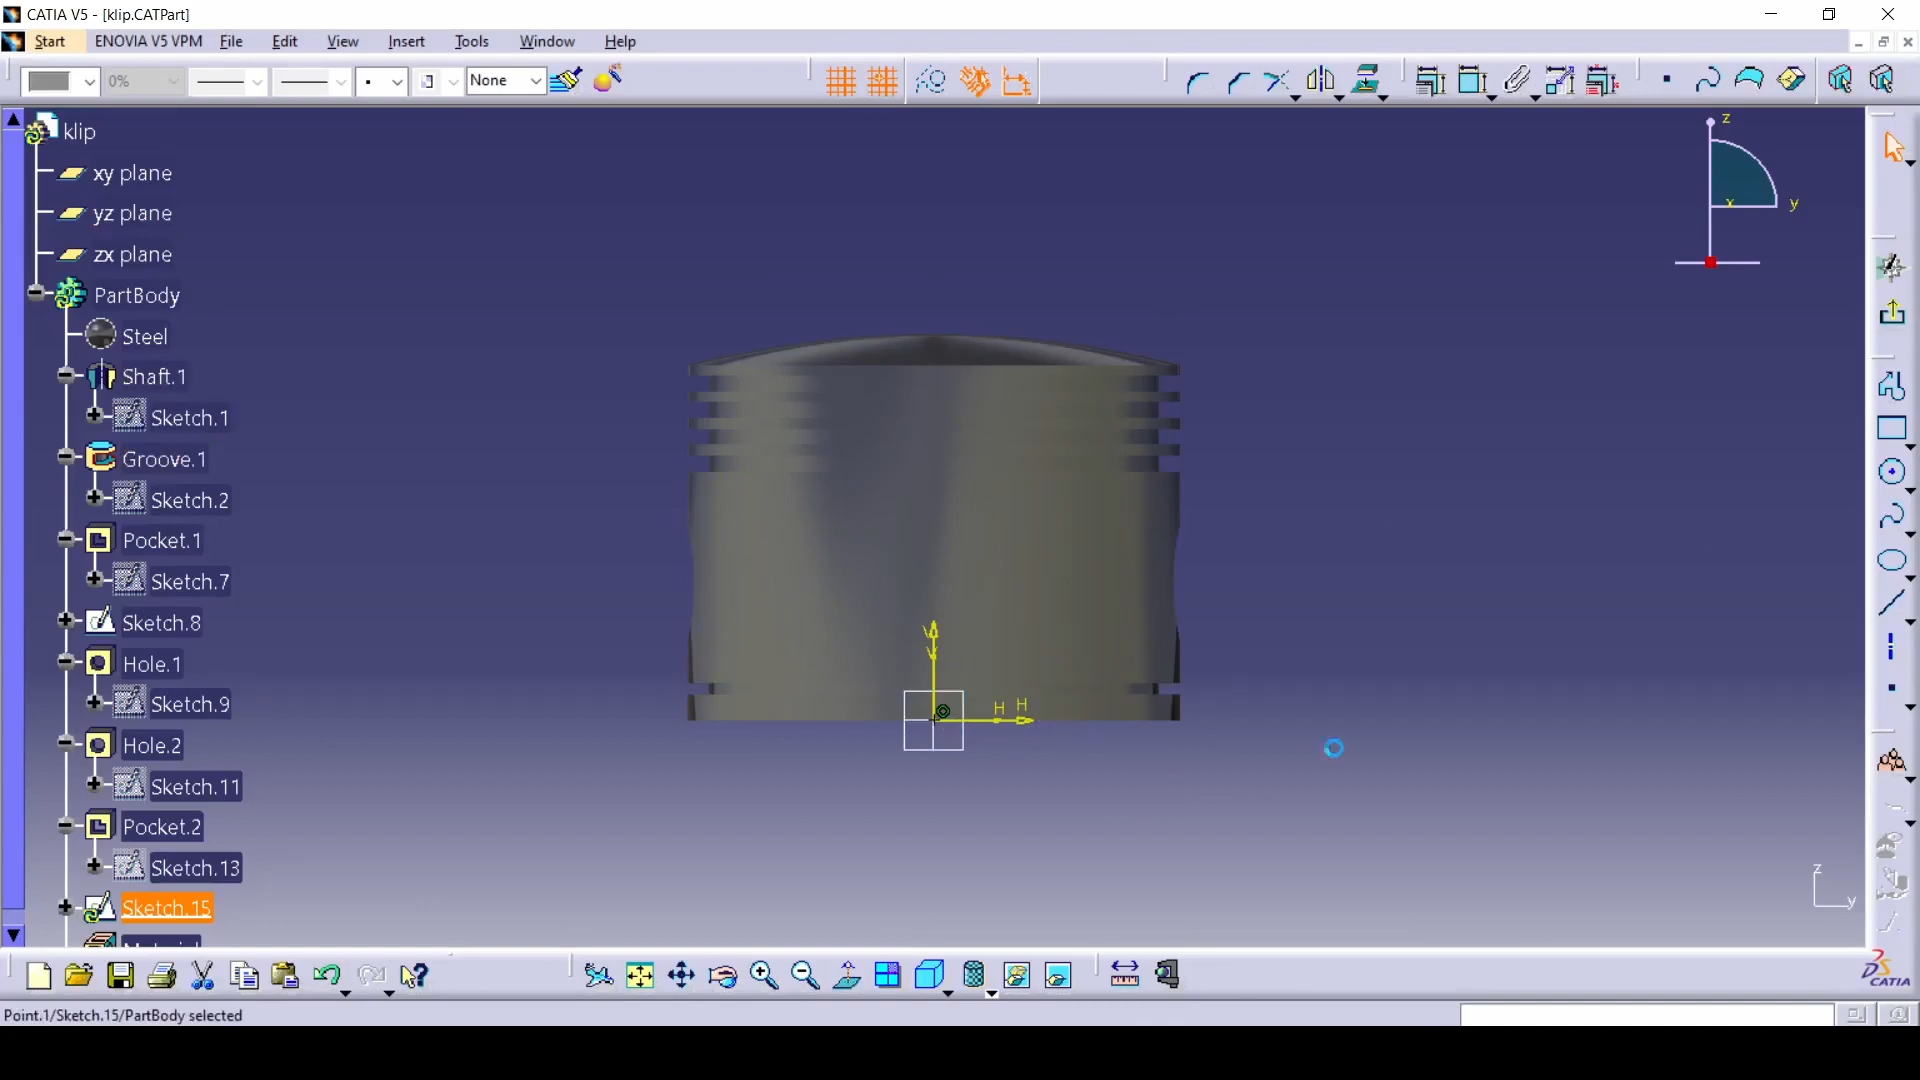 CATIA V5 - [klip.CATPart]
Start ENOVIA V5 VPM File Edit View Insert Tools Window Help
0% None
klip
xy plane
yz plane
zx plane
PartBody
Steel
Shaft.1
Sketch.1
Groove.1
Sketch.2
Pocket.1
Sketch.7
Sketch.8
Hole.1
Sketch.9
Hole.2
Sketch.11
Pocket.2
Sketch.13
Sketch.15
z
x
y
V
V
H H
z
y
CATIA
Point.1/Sketch.15/PartBody selected